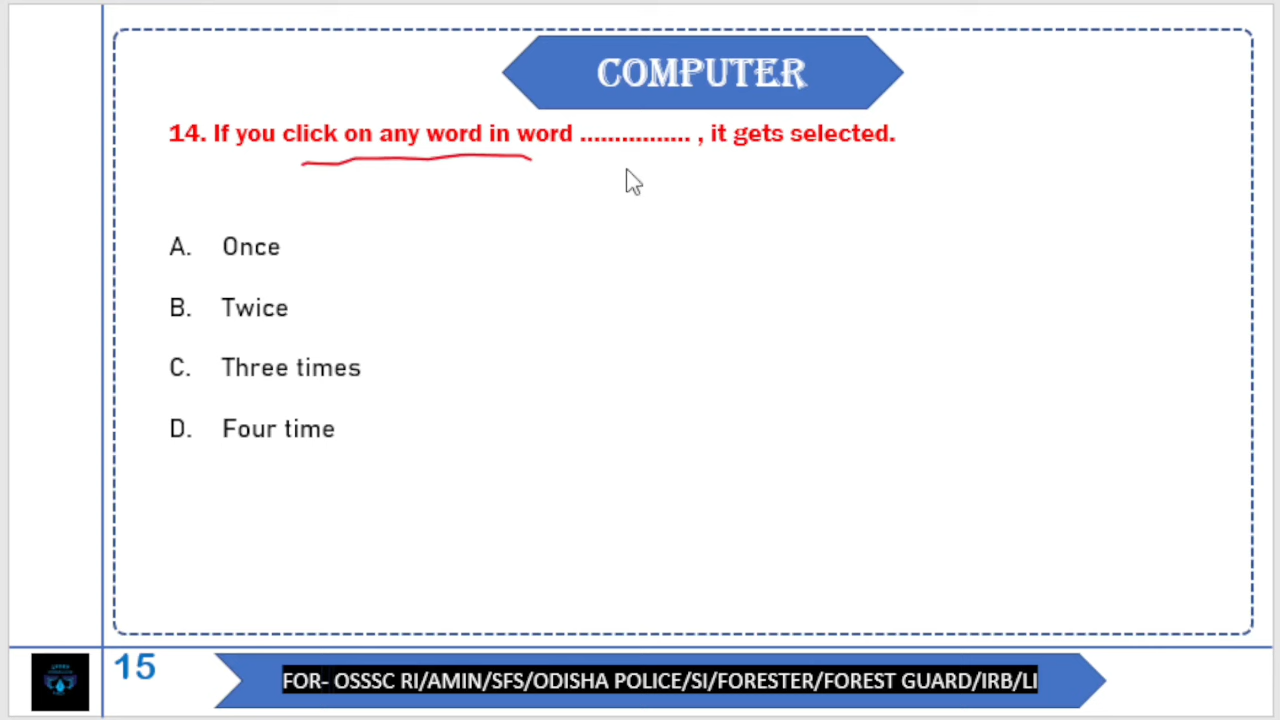 COMPUTER
14. If you click on any word in word ................ , it gets selected.
A. Once
B. Twice
C. Three times
D. Four time
15
FOR- OSSSC RI/AMIN/SFS/ODISHA POLICE/SI/FORESTER/FOREST GUARD/IRB/LI